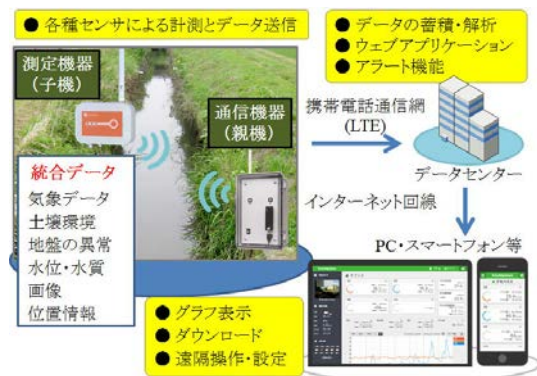 ● 各種センサによる計測とデータ送信
測定機器
(子機)
通信機器
(親機)
統合データ
気象データ
土壌環境
地盤の異常
水位・水質
画像
位置情報
● データの蓄積・解析
● ウェブアプリケーション
● アラート機能
携帯電話通信網
(LTE)
データセンター
インターネット回線
PC・スマートフォン等
● グラフ表示
● ダウンロード
● 遠隔操作・設定